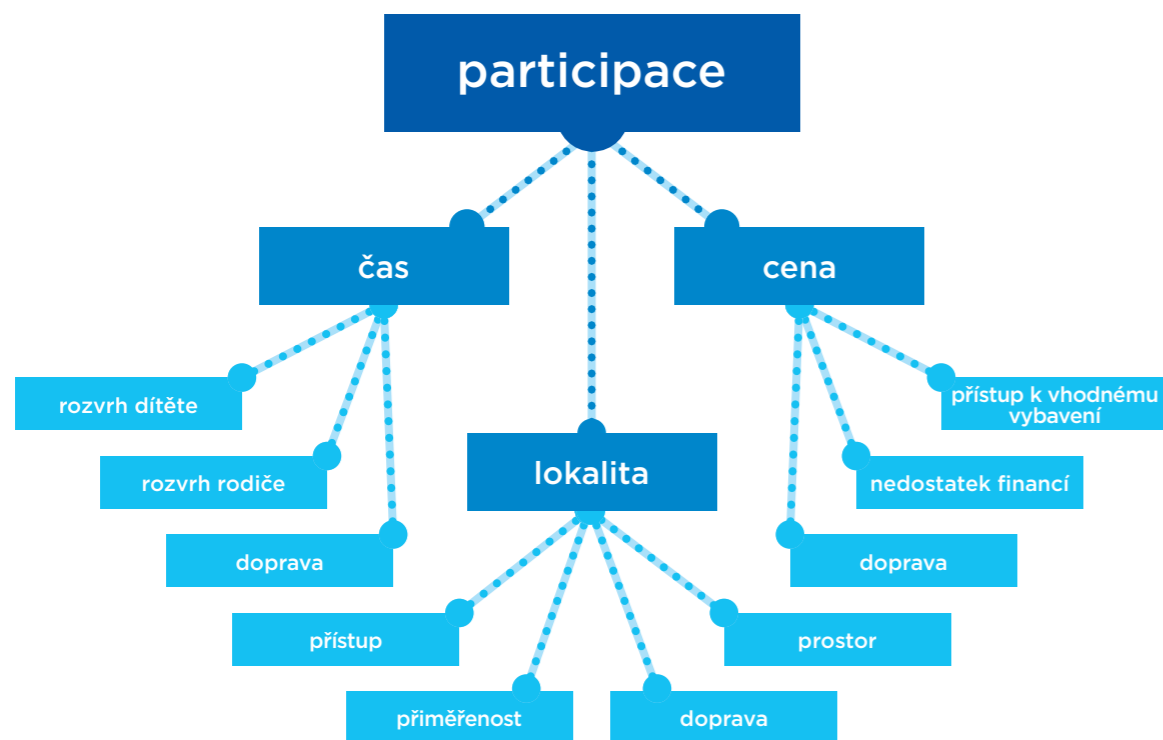 participace
čas
cena
rozvrh dítěte
přístup k vhodnému
vybavení
lokalita
rozvrh rodiče
nedostatek financí
doprava
doprava
přístup
prostor
přiměřenost
doprava